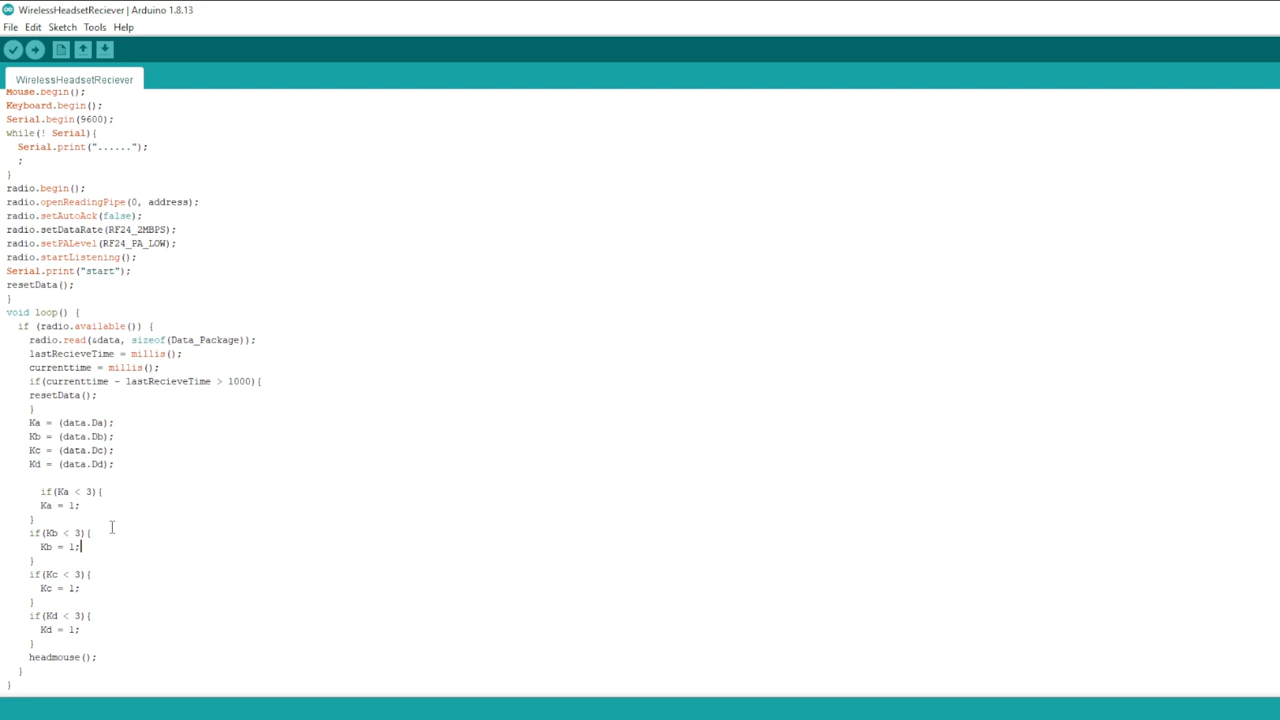 WirelessHeadsetReciever | Arduino 1.8.13
File Edit Sketch Tools Help
WirelessHeadsetReciever
Mouse.begin();
Keyboard.begin();
Serial.begin(9600);
while(! Serial){
Serial.print("......");
;
}
radio.begin();
radio.openReadingPipe(0, address);
radio.setAutoAck(false);
radio.setDataRate(RF24_2MBPS);
radio.setPALevel(RF24_PA_LOW);
radio.startListening();
Serial.print("start");
resetData();
}
void loop() {
if (radio.available()) {
radio.read(&data, sizeof(Data_Package));
lastRecieveTime = millis();
currenttime = millis();
if(currenttime - lastRecieveTime > 1000){
resetData();
}
Ka = (data.Da);
Kb = (data.Db);
Kc = (data.Dc);
Kd = (data.Dd);
if(Ka < 3){
Ka = 1;
}
if(Kb < 3){
Kb = 1;
}
if(Kc < 3){
Kc = 1;
}
if(Kd < 3){
Kd = 1;
}
headmouse();
}
}